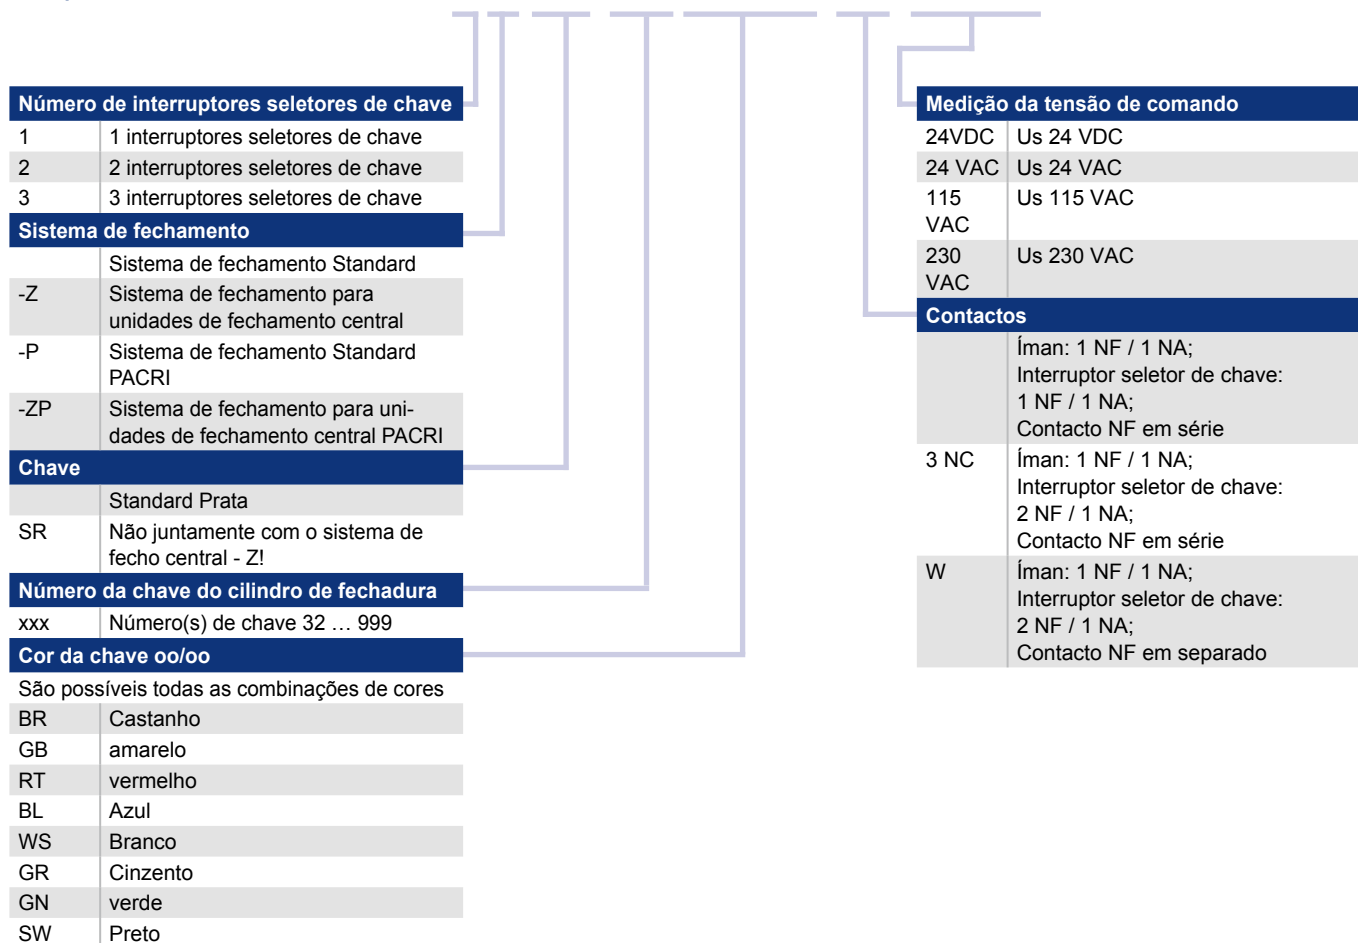 Número de interruptores seletores de chave
1 1 interruptores seletores de chave
2 2 interruptores seletores de chave
3 3 interruptores seletores de chave
Sistema de fechamento
Sistema de fechamento Standard
-Z Sistema de fechamento para
unidades de fechamento central
-P Sistema de fechamento Standard
PACRI
-ZP Sistema de fechamento para uni-
dades de fechamento central PACRI
Chave
Standard Prata
SR Não juntamente com o sistema de
fecho central - Z!
Número da chave do cilindro de fechadura
xxx Número(s) de chave 32 … 999
Cor da chave oo/oo
São possíveis todas as combinações de cores
BR Castanho
GB amarelo
RT vermelho
BL Azul
WS Branco
GR Cinzento
GN verde
SW Preto
Medição da tensão de comando
24VDC Us 24 VDC
24 VAC Us 24 VAC
115 Us 115 VAC
VAC
230 Us 230 VAC
VAC
Contactos
Íman: 1 NF / 1 NA;
Interruptor seletor de chave:
1 NF / 1 NA;
Contacto NF em série
3 NC Íman: 1 NF / 1 NA;
Interruptor seletor de chave:
2 NF / 1 NA;
Contacto NF em série
W Íman: 1 NF / 1 NA;
Interruptor seletor de chave:
2 NF / 1 NA;
Contacto NF em separado